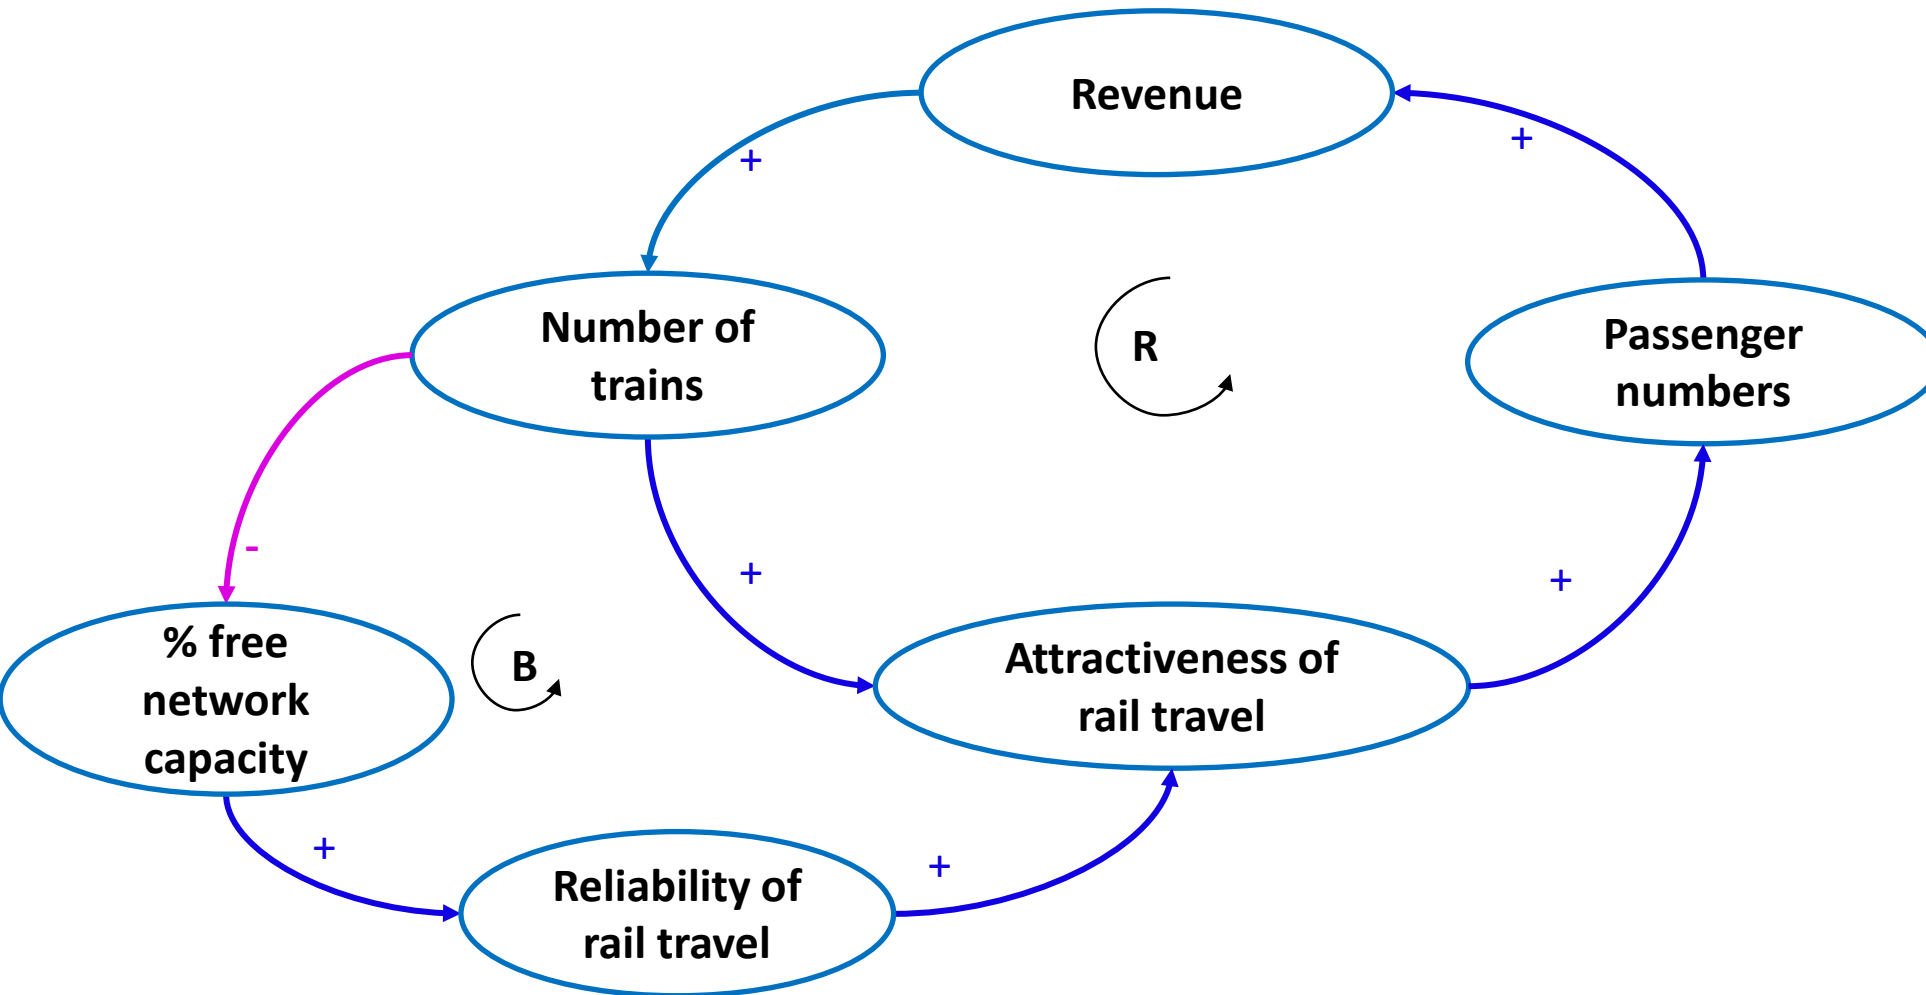 Revenue
+
+
Number of
trains
R
Passenger
numbers
-
+
+
% free
network
capacity
B
Attractiveness of
rail travel
+
+
Reliability of
rail travel